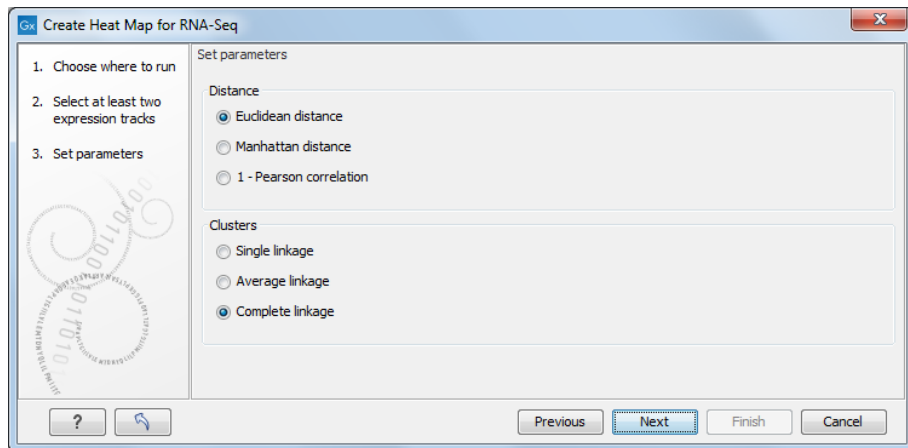 Gx Create Heat Map for RNA-Seq
1. Choose where to run
2. Select at least two
expression tracks
3. Set parameters
Set parameters
Distance
Euclidean distance
Manhattan distance
1 - Pearson correlation
Clusters
Single linkage
Average linkage
Complete linkage
?
Previous
Next
Finish
Cancel